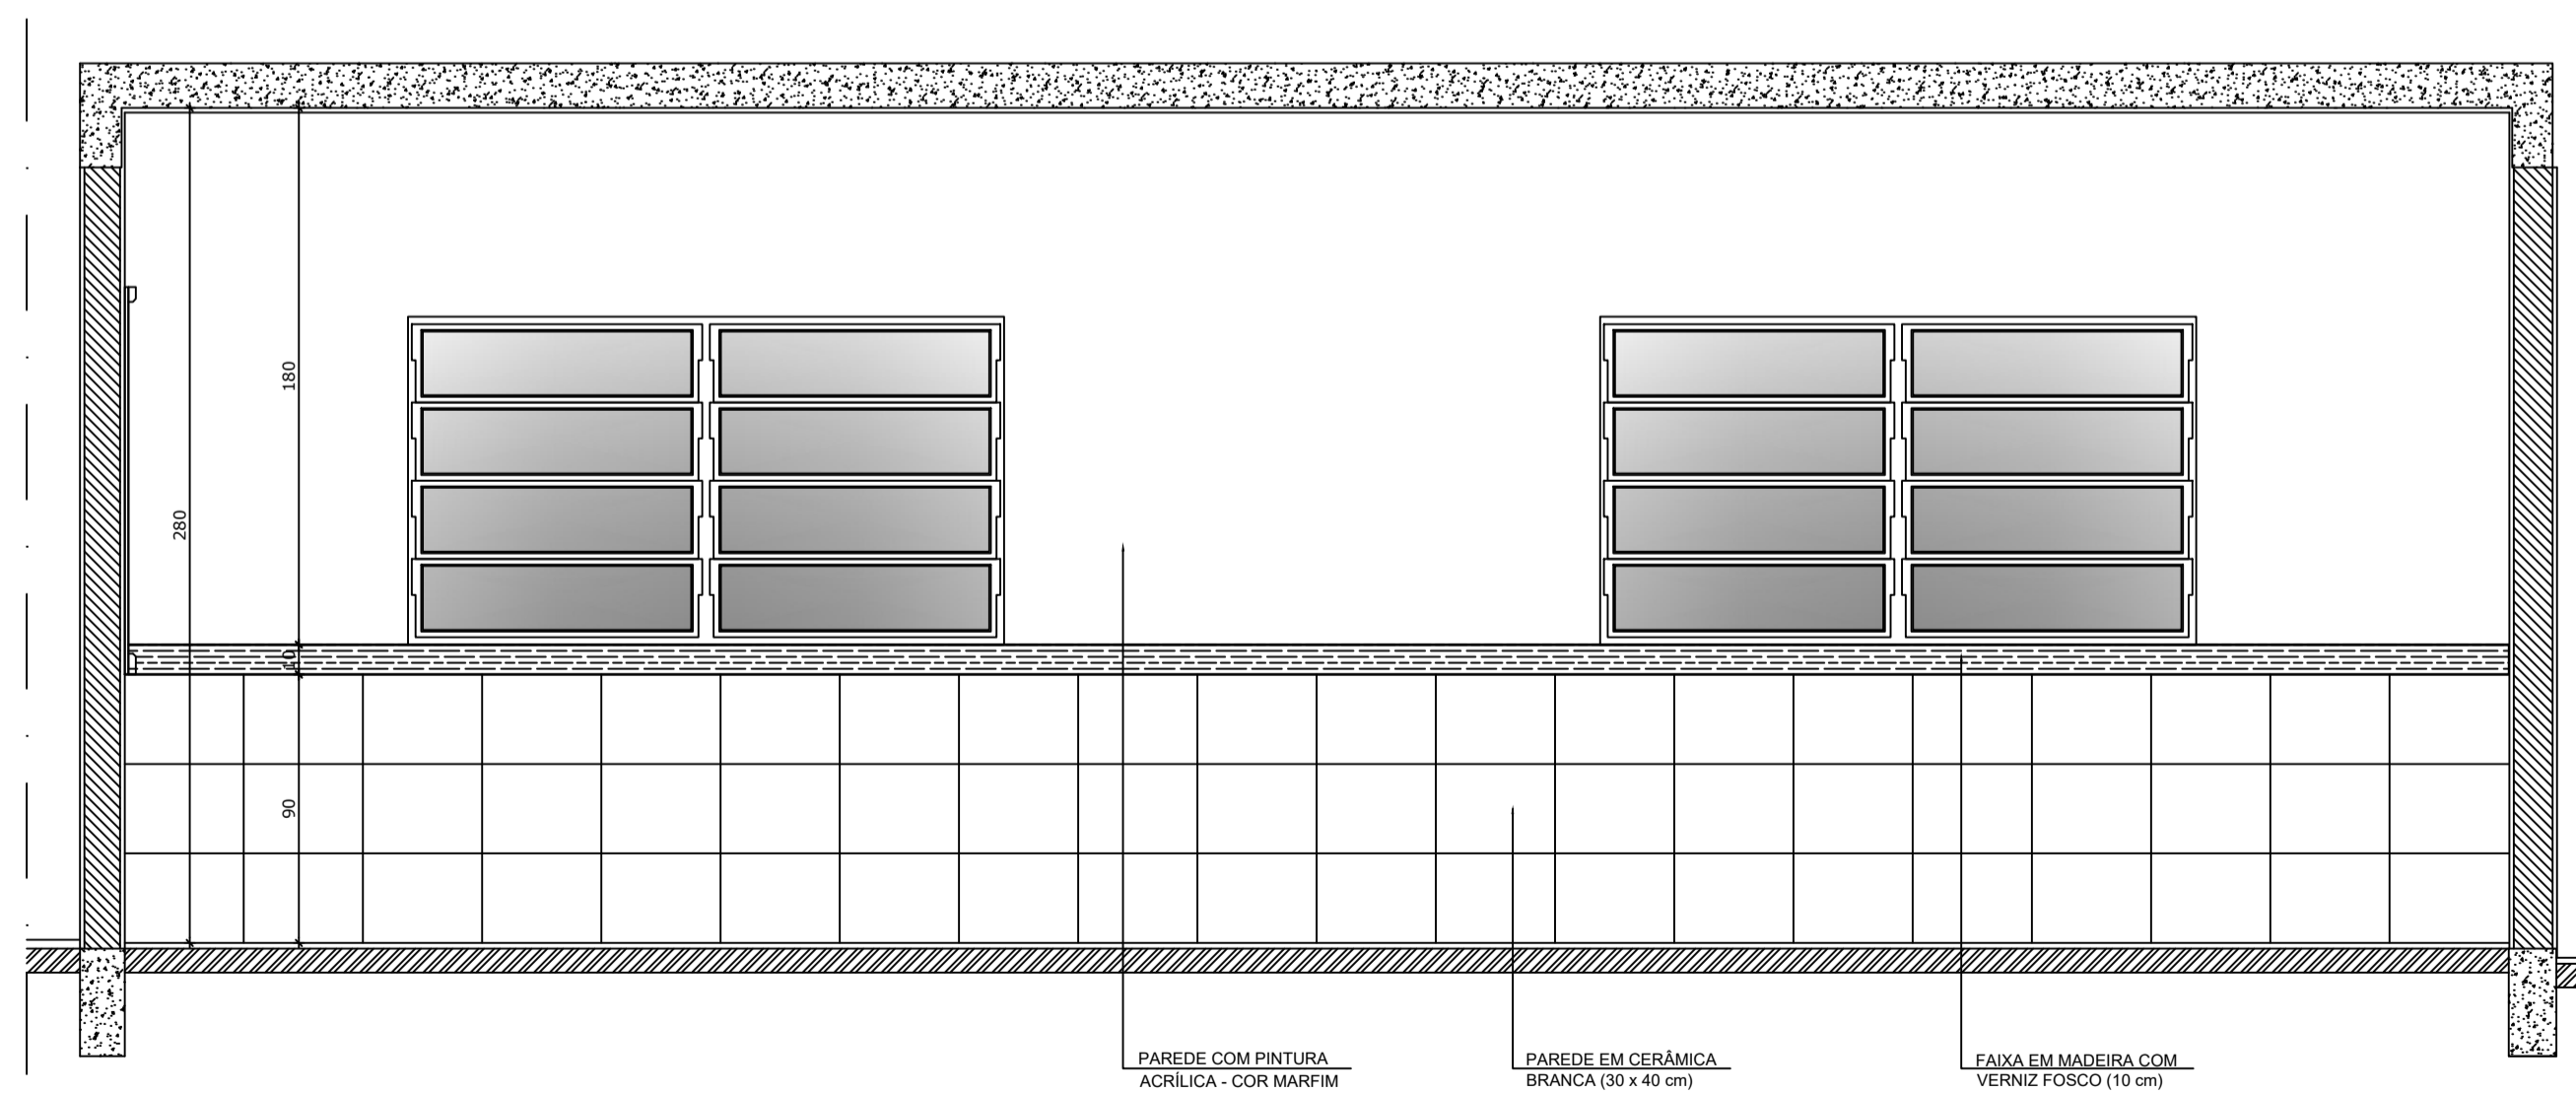 180
280
10
90
PAREDE COM PINTURA
ACRÍLICA - COR MARFIM
PAREDE EM CERÂMICA
BRANCA (30 x 40 cm)
FAIXA EM MADEIRA COM
VERNIZ FOSCO (10 cm)